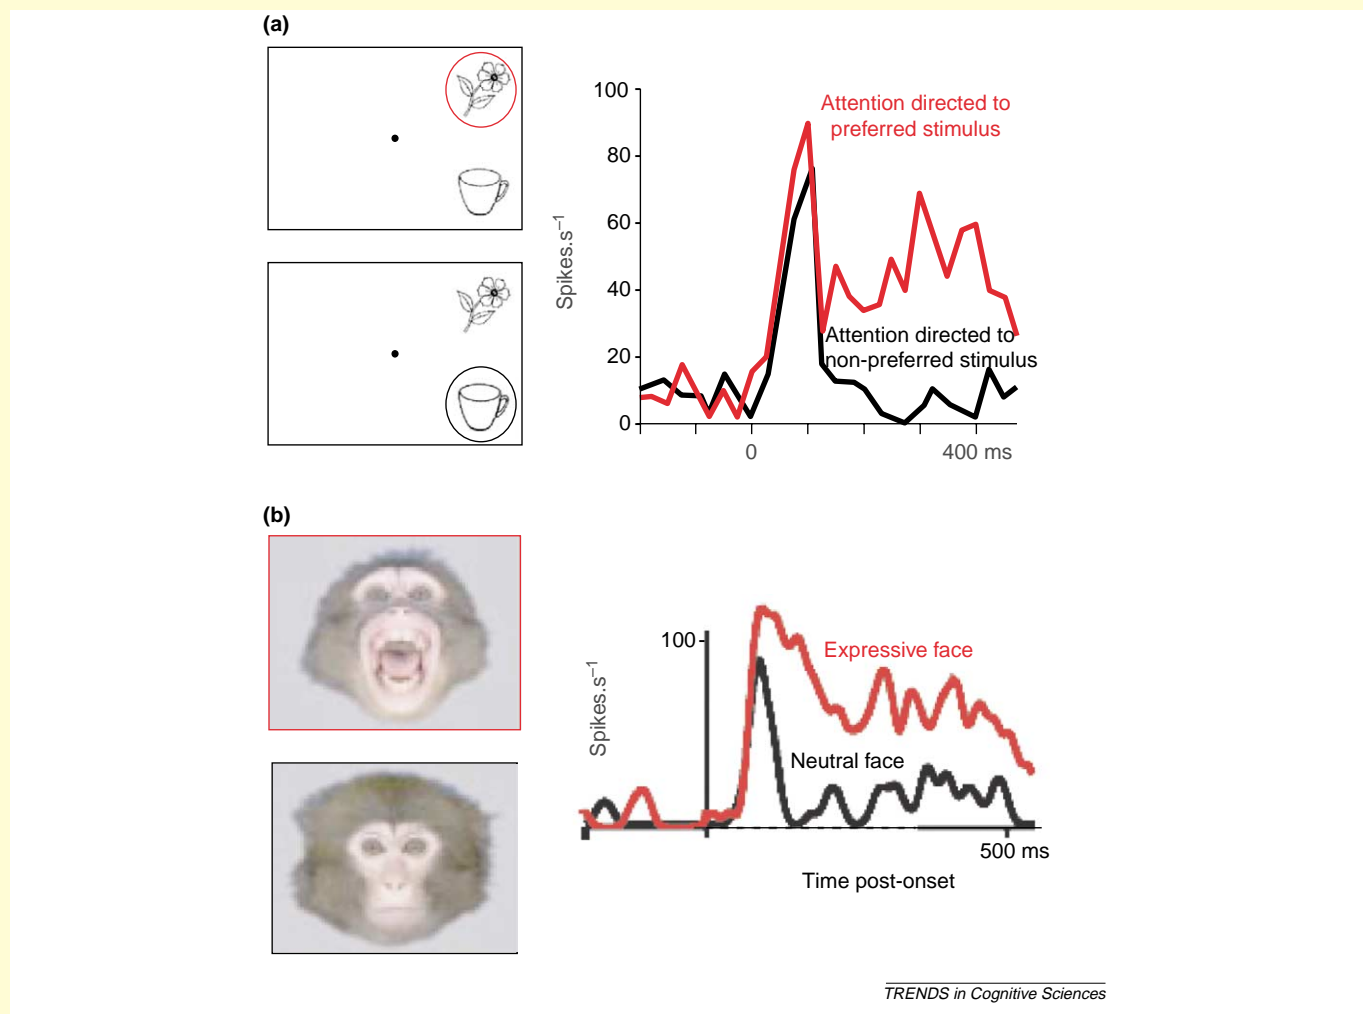 (a)
100
80
60
40
20
0
Spikes.s⁻¹
Attention directed to
preferred stimulus
Attention directed to
non-preferred stimulus
0
400 ms
(b)
100
Spikes.s⁻¹
Expressive face
Neutral face
500 ms
Time post-onset
TRENDS in Cognitive Sciences